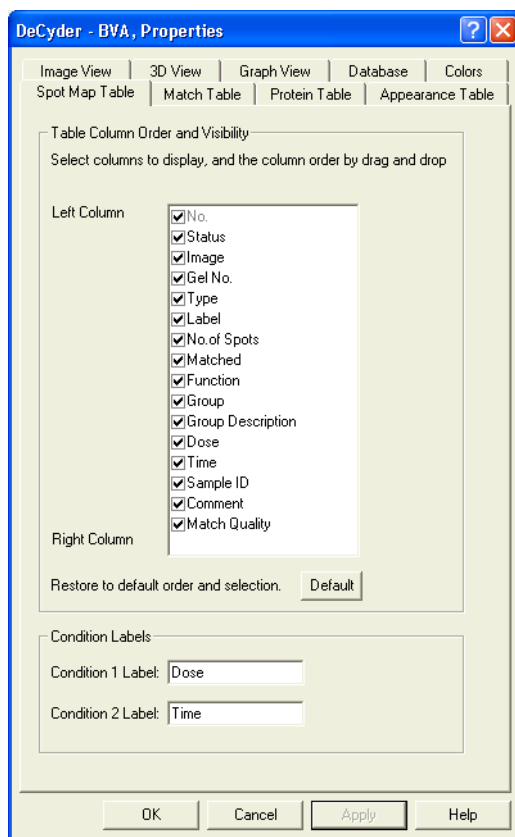 DeCyder - BVA, Properties
Image View 3D View Graph View Database Colors
Spot Map Table Match Table Protein Table Appearance Table
Table Column Order and Visibility
Select columns to display, and the column order by drag and drop
Left Column
No.
Status
Image
Gel No.
Type
Label
No.of Spots
Matched
Function
Group
Group Description
Dose
Time
Sample ID
Comment
Match Quality
Right Column
Restore to default order and selection. Default
Condition Labels
Condition 1 Label: Dose
Condition 2 Label: Time
OK Cancel Apply Help